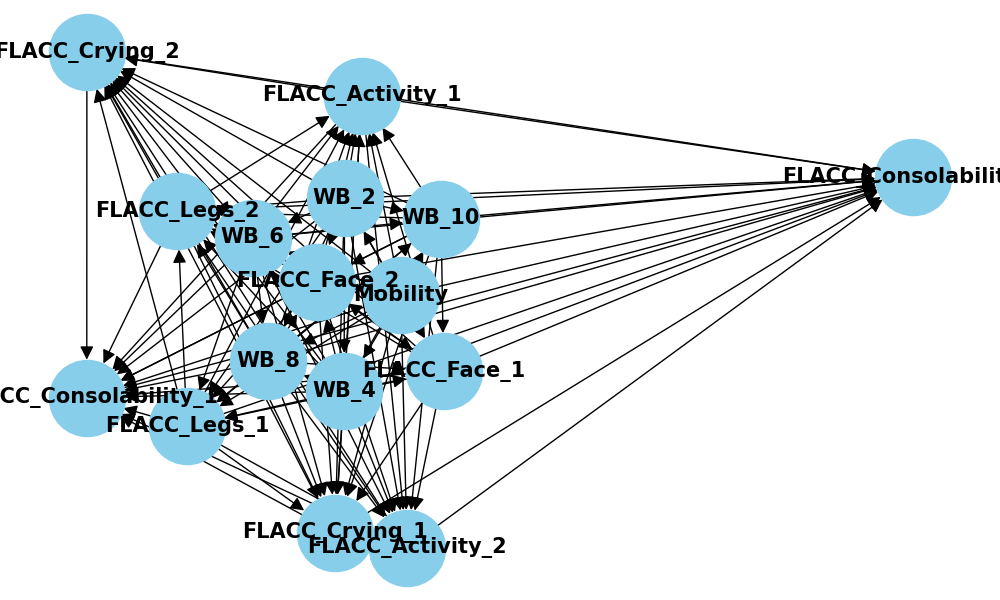 FLACC_Crying_2
FLACC_Activity_1
FLACC_Consolabilit
WB_2
FLACC_Legs_2
WB_10
WB_6
FLACC_Face_2
Mobility
WB_8
FLACC_Face_1
WB_4
CC_Consolability_1
FLACC_Legs_1
FLACC_Crying_1
FLACC_Activity_2